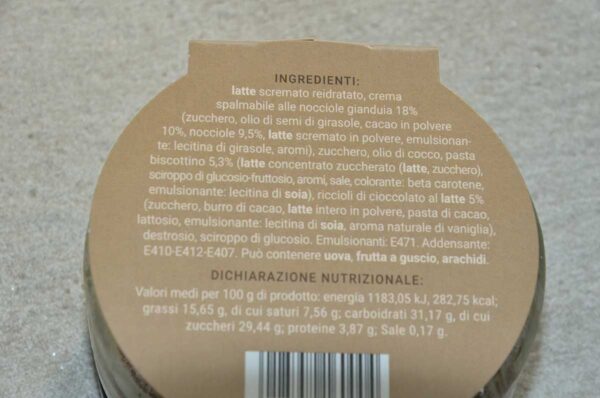 INGREDIENTI:
latte scremato reidratato, crema
spalmabile alle nocciole gianduia 18%
(zucchero, olio di semi di girasole, cacao in polvere
10%, nocciole 9,5%, latte scremato in polvere, emulsionan-
te: lecitina di girasole, aromi), zucchero, olio di cocco, pasta
biscottino 5,3% (latte concentrato zuccherato (latte, zucchero),
sciroppo di glucosio-fruttosio, aromi, sale, colorante: beta carotene,
emulsionante: lecitina di soia), riccioli di cioccolato al latte 5%
(zucchero, burro di cacao, latte intero in polvere, pasta di cacao,
lattosio, emulsionante: lecitina di soia, aroma naturale di vaniglia),
destrosio, sciroppo di glucosio. Emulsionanti: E471. Addensante:
E410-E412-E407. Può contenere uova, frutta a guscio, arachidi.
DICHIARAZIONE NUTRIZIONALE:
Valori medi per 100 g di prodotto: energia 1183,05 kJ, 282,75 kcal;
grassi 15,65 g, di cui saturi 7,56 g; carboidrati 31,17 g, di cui
zuccheri 29,44 g; proteine 3,87 g; Sale 0,17 g.